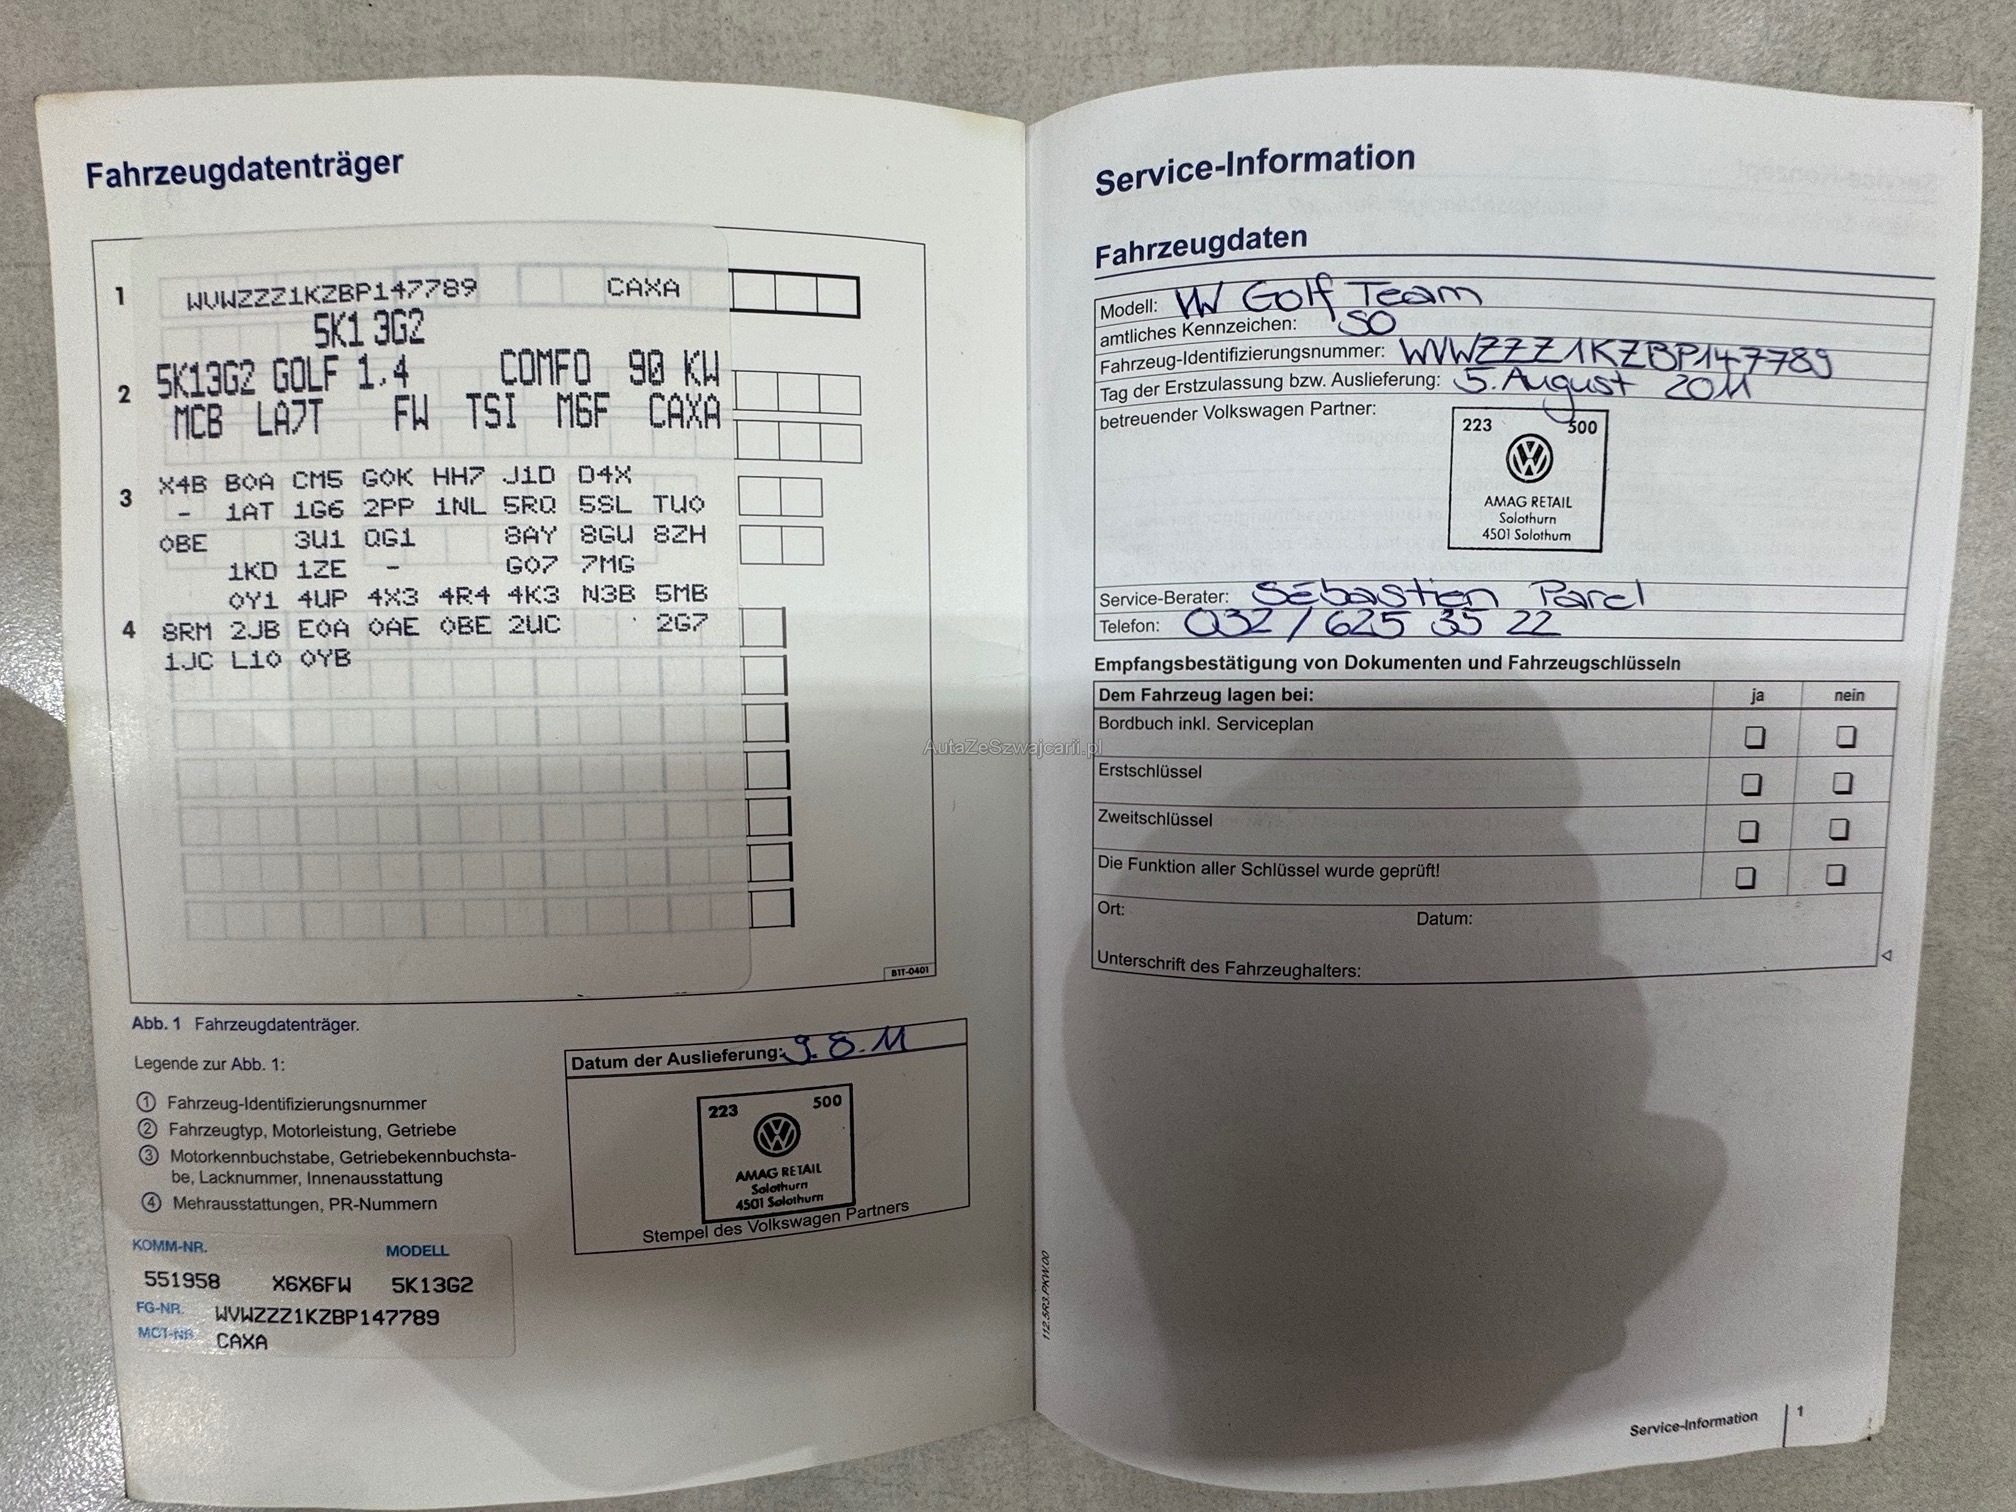 Fahrzeugdatenträger
1 WVWZZZ1KZBP147789 CAXA
5K1 3G2
2 5K13G2 GOLF 1.4 COMFO 90 KW
MCB LA7T FW TSI M6F CAXA
3 X4B B0A CM5 G0K HH7 J1D D4X
- 1AT 1G6 2PP 1NL 5RQ 5SL TU0
0BE 3U1 QG1 8AY 8GU 8ZH
1KD 1ZE - G07 7MG
0Y1 4UP 4X3 4R4 4K3 N3B 5MB
4 8RM 2JB E0A 0AE 0BE 2UC 2G7
1JC L10 0YB
B1T-0401
Abb. 1 Fahrzeugdatenträger.
Legende zur Abb. 1:
① Fahrzeug-Identifizierungsnummer
② Fahrzeugtyp, Motorleistung, Getriebe
③ Motorkennbuchstabe, Getriebekennbuchsta-
be, Lacknummer, Innenausstattung
④ Mehrausstattungen, PR-Nummern
Datum der Auslieferung: 9.8.11
223 500
AMAG RETAIL
Solothurn
4501 Solothurn
Stempel des Volkswagen Partners
KOMM-NR. MODELL
551958 X6X6FW 5K13G2
FG-NR. WVWZZZ1KZBP147789
MOT-NR. CAXA
Service-Information
Fahrzeugdaten
Modell: VW Golf Team
amtliches Kennzeichen: SO
Fahrzeug-Identifizierungsnummer: WVWZZZ1KZBP147789
Tag der Erstzulassung bzw. Auslieferung: 5. August 2011
betreuender Volkswagen Partner:
223 500
AMAG RETAIL
Solothurn
4501 Solothurn
Service-Berater: Sébastien Parel
Telefon: 032 / 625 35 22
Empfangsbestätigung von Dokumenten und Fahrzeugschlüsseln
Dem Fahrzeug lagen bei: ja nein
Bordbuch inkl. Serviceplan
Erstschlüssel
Zweitschlüssel
Die Funktion aller Schlüssel wurde geprüft!
Ort: Datum:
Unterschrift des Fahrzeughalters:
112.5R3.PKW.00
Service-Information 1
AutaZeSzwajcarii.pl